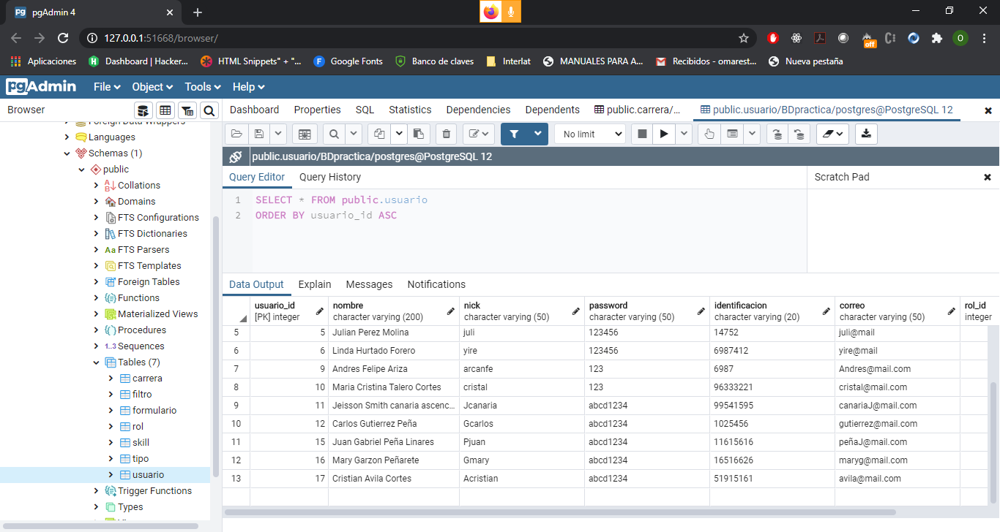 pgAdmin 4
127.0.0.1:51668/browser/
off
O
Aplicaciones
Dashboard | Hacker...
HTML Snippets" + "...
Google Fonts
Banco de claves
Interlat
MANUALES PARA A...
Recibidos - omarest...
Nueva pestaña
pgAdmin File Object Tools Help
Browser
Dashboard Properties SQL Statistics Dependencies Dependents public.carrera/... public.usuario/BDpractica/postgres@PostgreSQL 12
No limit
public.usuario/BDpractica/postgres@PostgreSQL 12
Foreign Data Wrappers
Languages
Schemas (1)
public
Collations
Domains
FTS Configurations
FTS Dictionaries
FTS Parsers
FTS Templates
Foreign Tables
Functions
Materialized Views
Procedures
Sequences
Tables (7)
carrera
filtro
formulario
rol
skill
tipo
usuario
Trigger Functions
Types
Query Editor Query History
Scratch Pad
1 SELECT * FROM public.usuario
2 ORDER BY usuario_id ASC
Data Output Explain Messages Notifications
usuario_id nombre nick password identificacion correo rol_id
[PK] integer character varying (200) character varying (50) character varying (50) character varying (20) character varying (50) integer
5 5 Julian Perez Molina juli 123456 14752 juli@mail
6 6 Linda Hurtado Forero yire 123456 6987412 yire@mail
7 9 Andres Felipe Ariza arcanfe 123 6987 Andres@mail.com
8 10 Maria Cristina Talero Cortes cristal 123 96333221 cristal@mail.com
9 11 Jeisson Smith canaria ascenc... Jcanaria abcd1234 99541595 canariaJ@mail.com
10 12 Carlos Gutierrez Peña Gcarlos abcd1234 1025456 gutierrez@mail.com
11 15 Juan Gabriel Peña Linares Pjuan abcd1234 11615616 peñaJ@mail.com
12 16 Mary Garzon Peñarete Gmary abcd1234 16516626 maryg@mail.com
13 17 Cristian Avila Cortes Acristian abcd1234 51915161 avila@mail.com